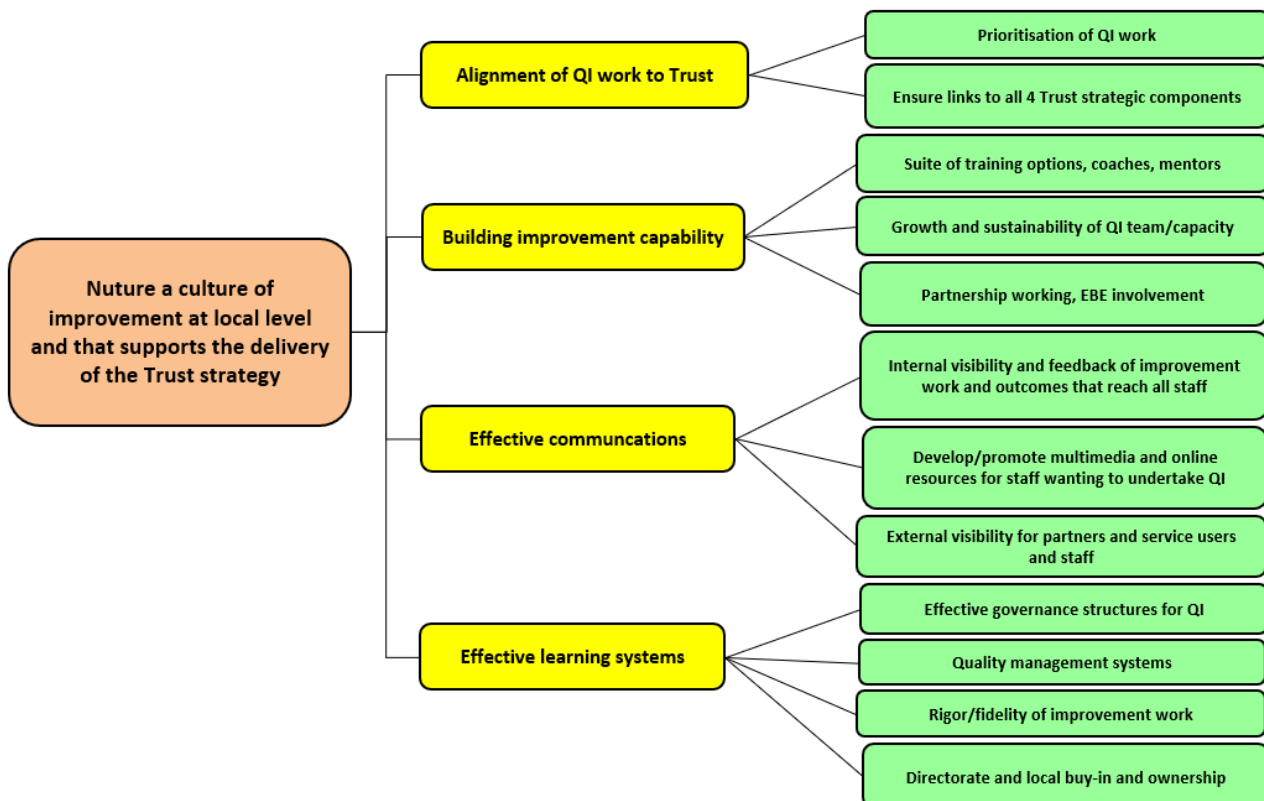 Prioritisation of QI work
Alignment of QI work to Trust
Ensure links to all 4 Trust strategic components
Suite of training options, coaches, mentors
Building improvement capability
Growth and sustainability of QI team/capacity
Partnership working, EBE involvement
Nuture a culture of
improvement at local level
and that supports the delivery
of the Trust strategy
Internal visibility and feedback of improvement
work and outcomes that reach all staff
Effective communcations
Develop/promote multimedia and online
resources for staff wanting to undertake QI
External visibility for partners and service users
and staff
Effective governance structures for QI
Effective learning systems
Quality management systems
Rigor/fidelity of improvement work
Directorate and local buy-in and ownership